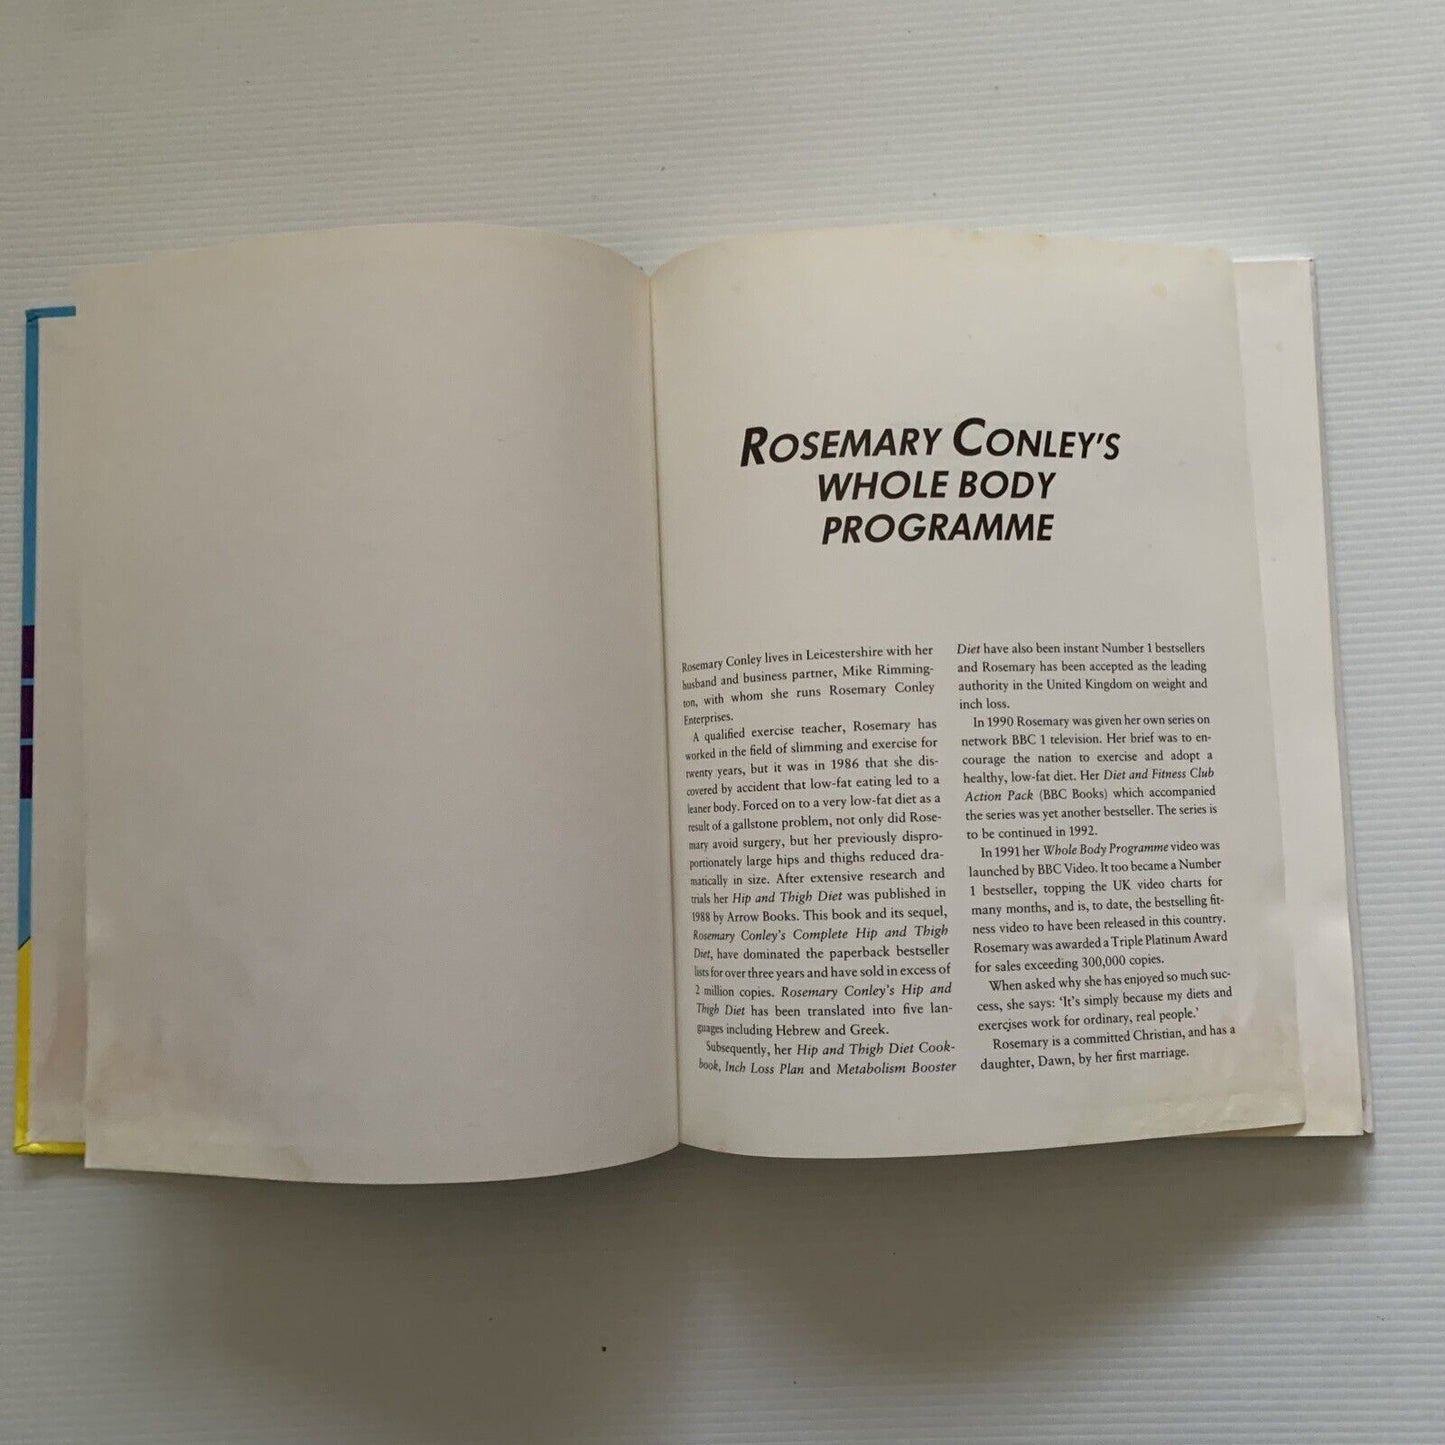 ROSEMARY CONLEY'S
WHOLE BODY
PROGRAMME
Rosemary Conley lives in Leicestershire with her
husband and business partner, Mike Rimming-
ton, with whom she runs Rosemary Conley
Enterprises.
A qualified exercise teacher, Rosemary has
worked in the field of slimming and exercise for
twenty years, but it was in 1986 that she dis-
covered by accident that low-fat eating led to a
leaner body. Forced on to a very low-fat diet as a
result of a gallstone problem, not only did Rose-
mary avoid surgery, but her previously dispro-
portionately large hips and thighs reduced dra-
matically in size. After extensive research and
trials her Hip and Thigh Diet was published in
1988 by Arrow Books. This book and its sequel,
Rosemary Conley's Complete Hip and Thigh
Diet, have dominated the paperback bestseller
lists for over three years and have sold in excess of
2 million copies. Rosemary Conley's Hip and
Thigh Diet has been translated into five lan-
guages including Hebrew and Greek.
Subsequently, her Hip and Thigh Diet Cook-
book, Inch Loss Plan and Metabolism Booster
Diet have also been instant Number 1 bestsellers
and Rosemary has been accepted as the leading
authority in the United Kingdom on weight and
inch loss.
In 1990 Rosemary was given her own series on
network BBC 1 television. Her brief was to en-
courage the nation to exercise and adopt a
healthy, low-fat diet. Her Diet and Fitness Club
Action Pack (BBC Books) which accompanied
the series was yet another bestseller. The series is
to be continued in 1992.
In 1991 her Whole Body Programme video was
launched by BBC Video. It too became a Number
1 bestseller, topping the UK video charts for
many months, and is, to date, the bestselling fit-
ness video to have been released in this country.
Rosemary was awarded a Triple Platinum Award
for sales exceeding 300,000 copies.
When asked why she has enjoyed so much suc-
cess, she says: 'It's simply because my diets and
exercises work for ordinary, real people.'
Rosemary is a committed Christian, and has a
daughter, Dawn, by her first marriage.